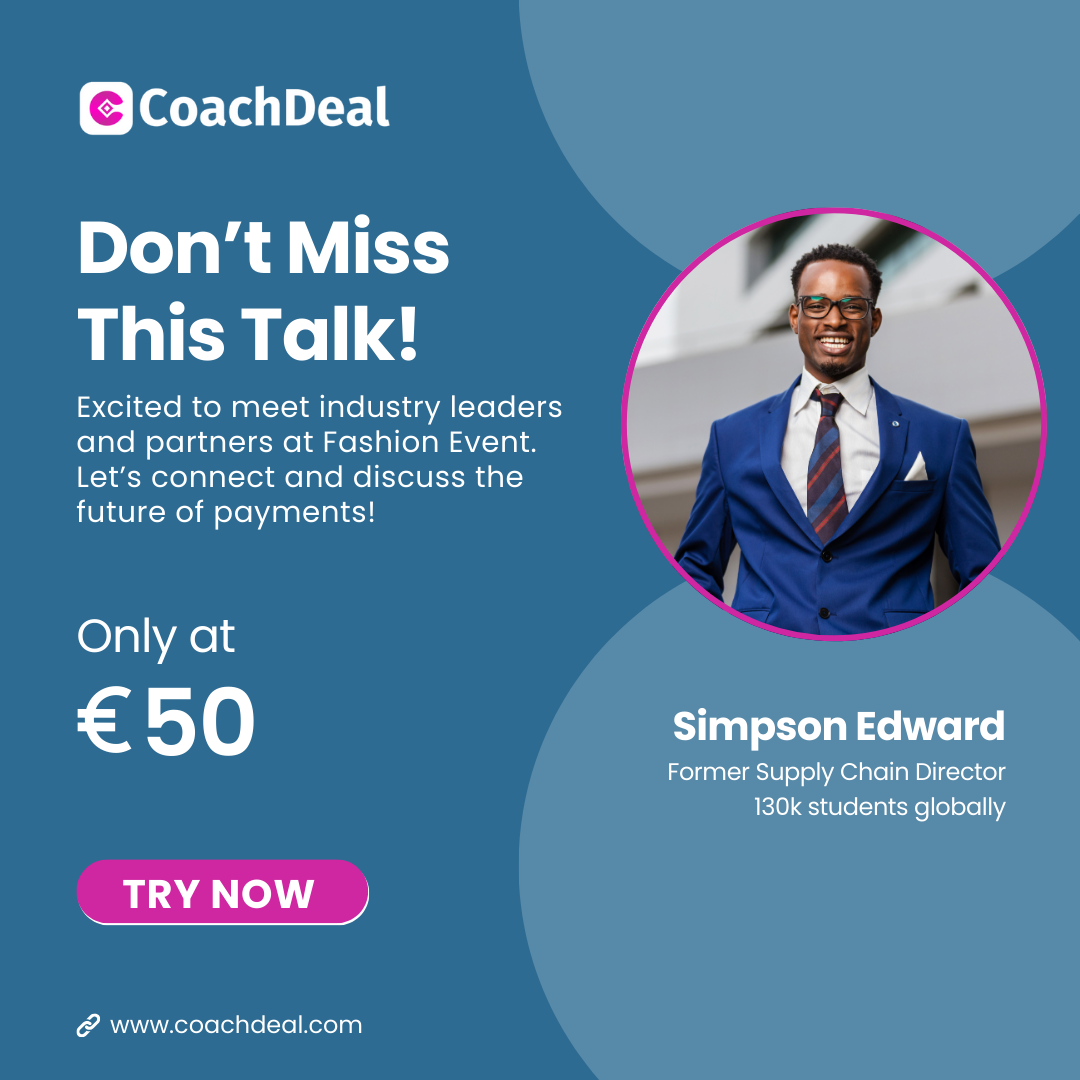 CoachDeal
Don’t Miss
This Talk!
Excited to meet industry leaders
and partners at Fashion Event.
Let’s connect and discuss the
future of payments!
Only at
€50
TRY NOW
www.coachdeal.com
Simpson Edward
Former Supply Chain Director
130k students globally